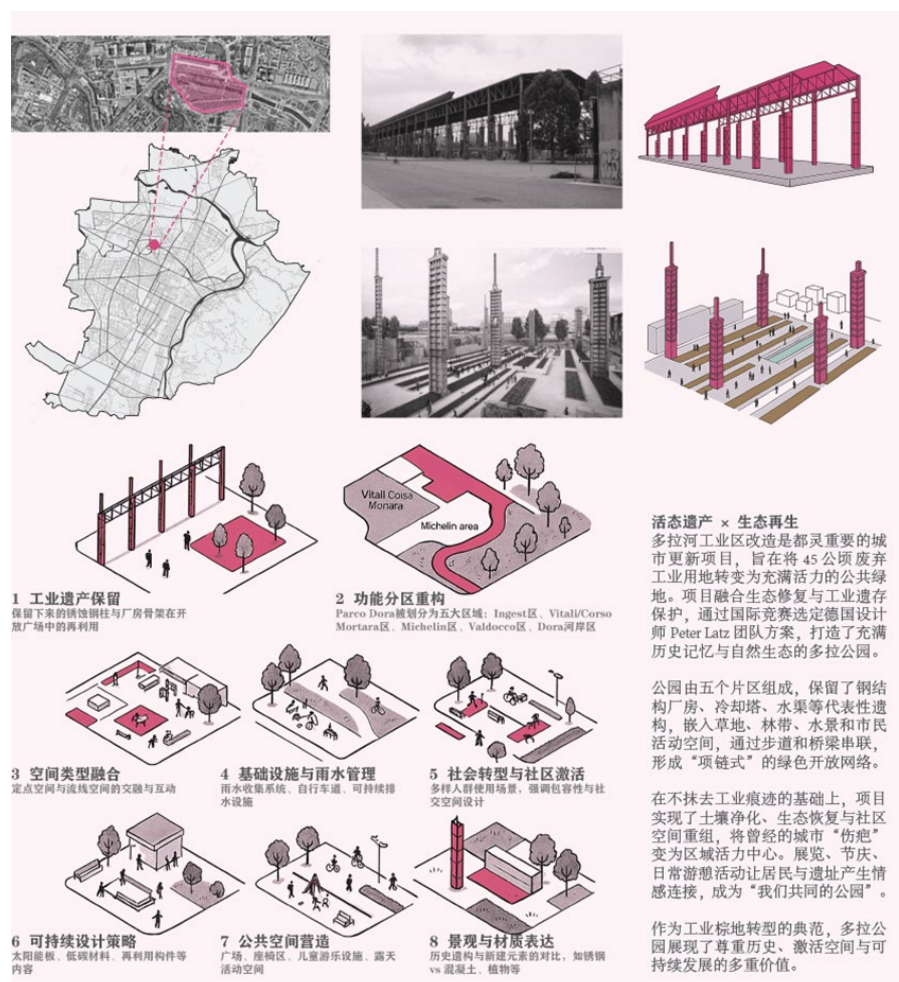 Vitall Coisa
Monara
Michelin area
1 工业遗产保留
保留下来的锈蚀钢柱与厂房骨架在开
放广场中的再利用
2 功能分区重构
Parco Dora被划分为五大区域：Ingest区、Vitali/Corso
Mortara区、Michelin区、Valdocco区、Dora河岸区
3 空间类型融合
定点空间与流线空间的交融与互动
4 基础设施与雨水管理
雨水收集系统、自行车道、可持续排
水设施
5 社会转型与社区激活
多样人群使用场景，强调包容性与社
交空间设计
6 可持续设计策略
太阳能板、低碳材料、再利用构件等
内容
7 公共空间营造
广场、座椅区、儿童游乐设施、露天
活动空间
8 景观与材质表达
历史遗构与新建元素的对比，如锈钢
vs 混凝土、植物等
活态遗产 × 生态再生
多拉河工业区改造是都灵重要的城
市更新项目，旨在将 45 公顷废弃
工业用地转变为充满活力的公共绿
地。项目融合生态修复与工业遗存
保护，通过国际竞赛选定德国设计
师 Peter Latz 团队方案，打造了充满
历史记忆与自然生态的多拉公园。
公园由五个片区组成，保留了钢结
构厂房、冷却塔、水渠等代表性遗
构，嵌入草地、林带、水景和市民
活动空间，通过步道和桥梁串联，
形成“项链式”的绿色开放网络。
在不抹去工业痕迹的基础上，项目
实现了土壤净化、生态恢复与社区
空间重组，将曾经的城市“伤疤”
变为区域活力中心。展览、节庆、
日常游憩活动让居民与遗址产生情
感连接，成为“我们共同的公园”。
作为工业棕地转型的典范，多拉公
园展现了尊重历史、激活空间与可
持续发展的多重价值。